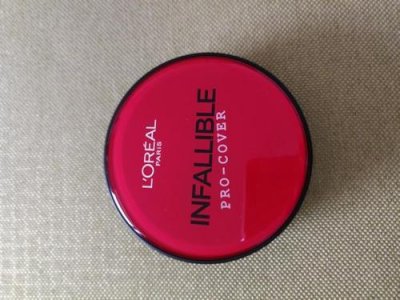 L'ORÉAL
PARIS
INFALLIBLE
PRO-COVER